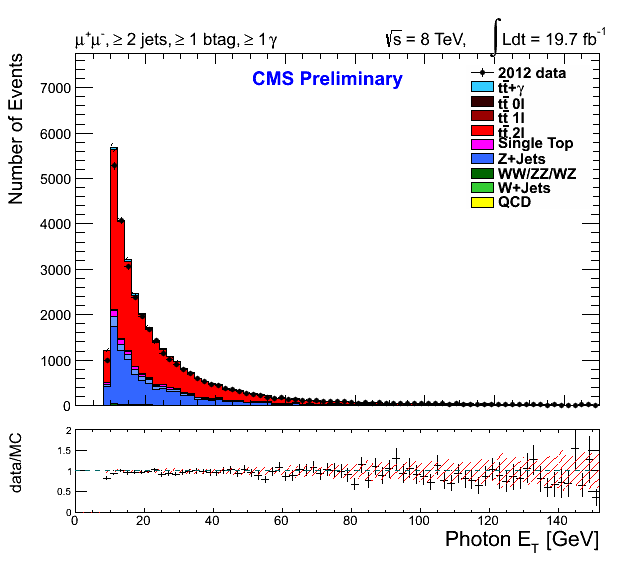 μ⁺μ⁻, ≥ 2 jets, ≥ 1 btag, ≥ 1 γ
√s = 8 TeV, ∫ Ldt = 19.7 fb⁻¹
CMS Preliminary
2012 data
tt̄+γ
tt̄ 0l
tt̄ 1l
tt̄ 2l
Single Top
Z+Jets
WW/ZZ/WZ
W+Jets
QCD
Number of Events
7000
6000
5000
4000
3000
2000
1000
0
data/MC
2
1.5
1
0.5
0
0 20 40 60 80 100 120 140
Photon E_T [GeV]